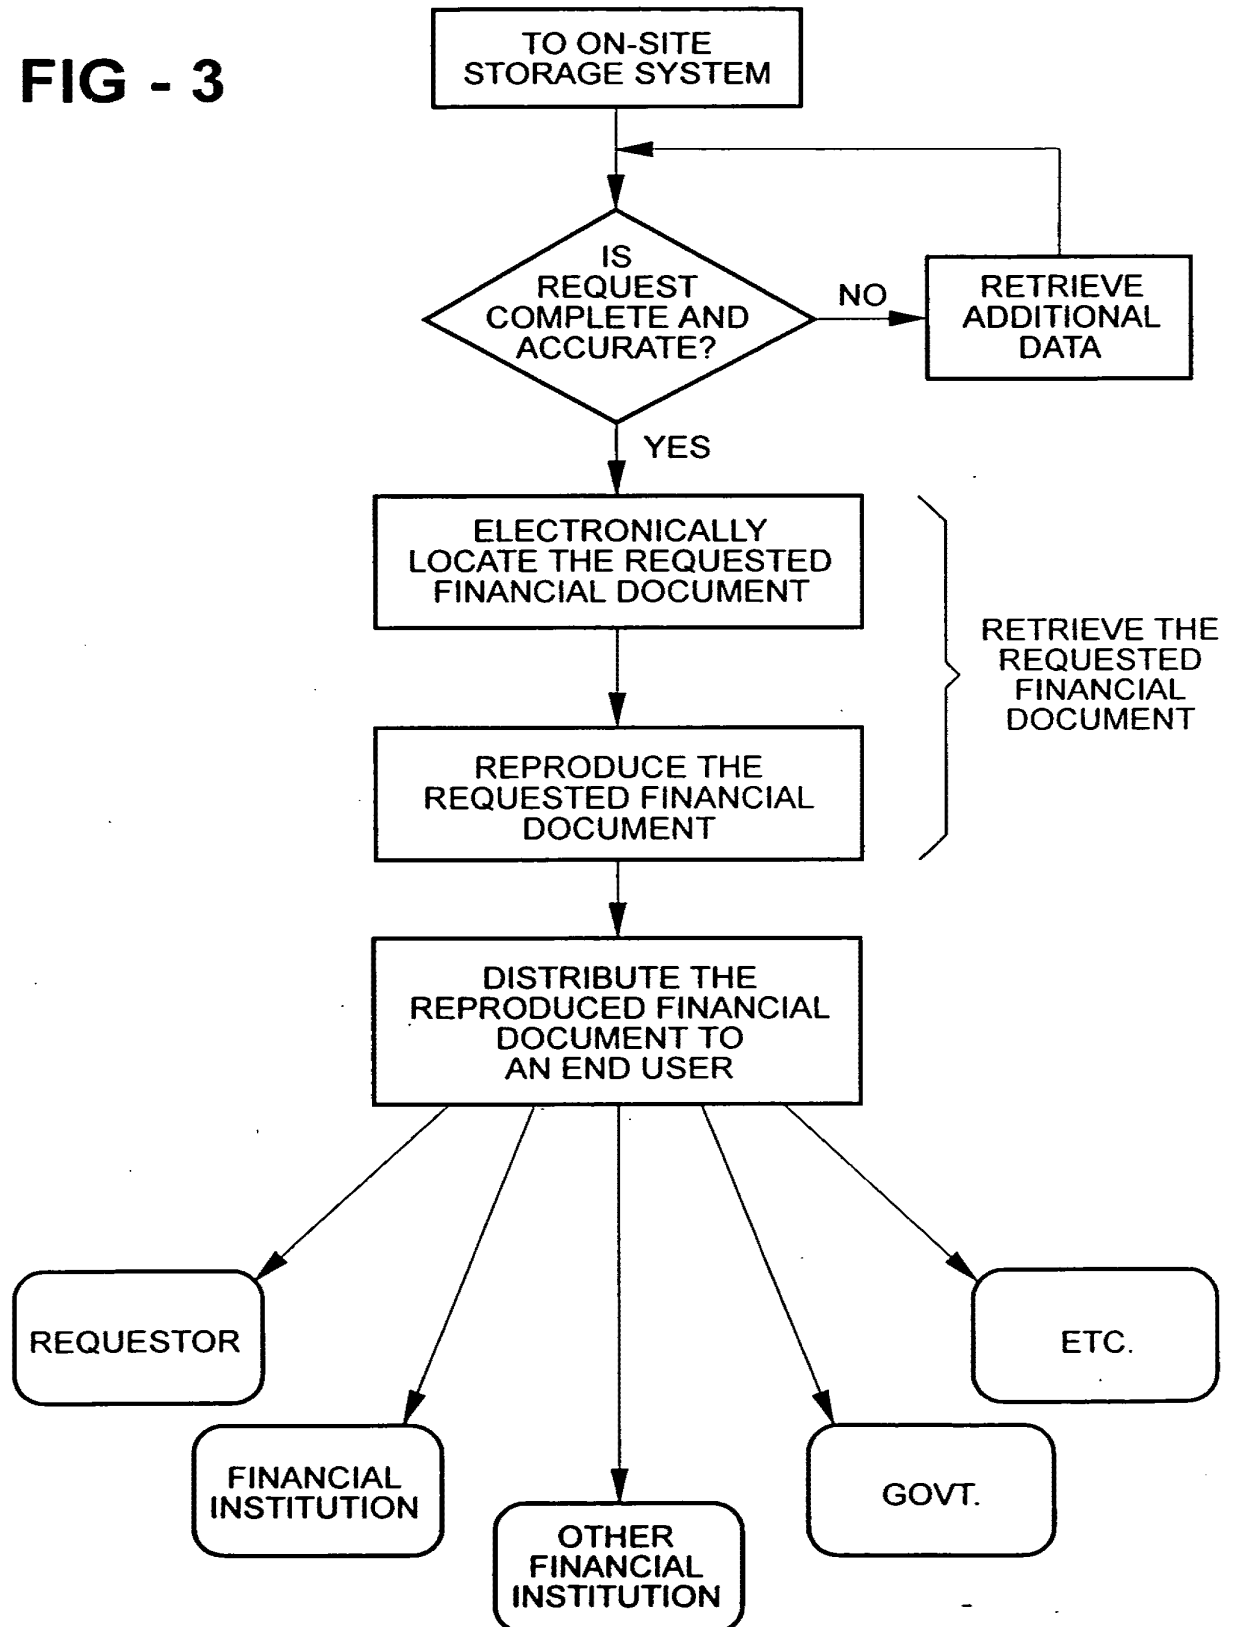 FIG - 3
TO ON-SITE
STORAGE SYSTEM
IS
REQUEST
COMPLETE AND
ACCURATE?
NO
RETRIEVE
ADDITIONAL
DATA
YES
ELECTRONICALLY
LOCATE THE REQUESTED
FINANCIAL DOCUMENT
RETRIEVE THE
REQUESTED
FINANCIAL
DOCUMENT
REPRODUCE THE
REQUESTED FINANCIAL
DOCUMENT
DISTRIBUTE THE
REPRODUCED FINANCIAL
DOCUMENT TO
AN END USER
REQUESTOR
FINANCIAL
INSTITUTION
OTHER
FINANCIAL
INSTITUTION
GOVT.
ETC.